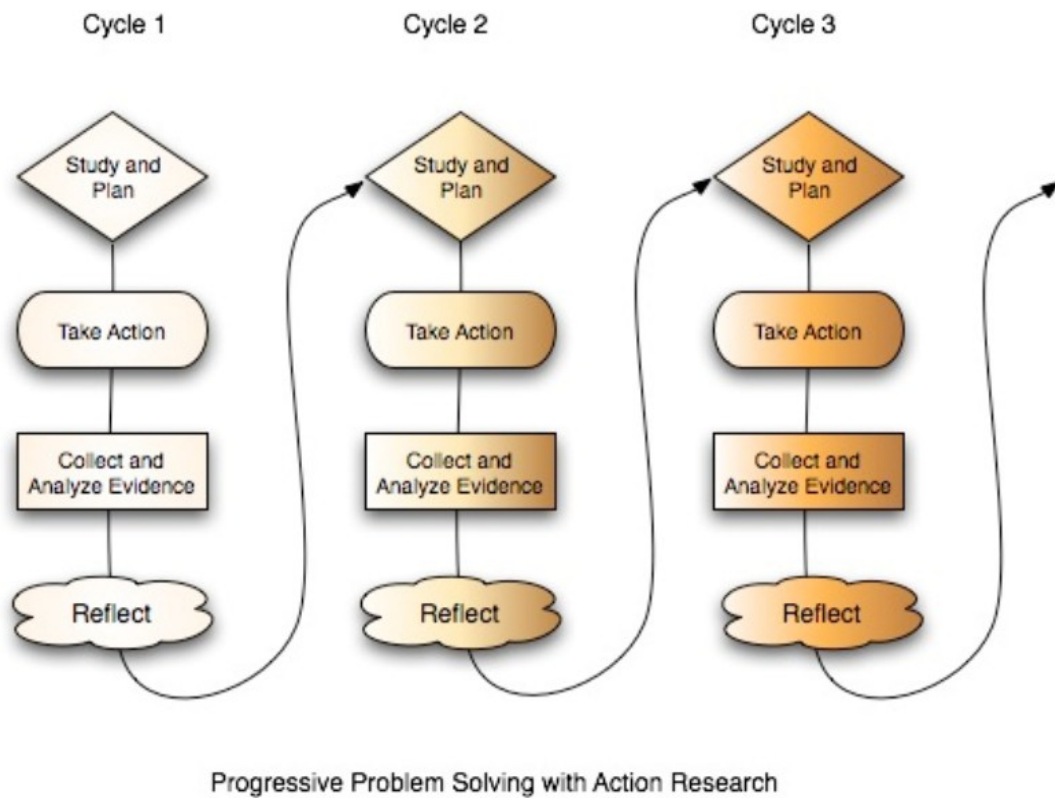 Cycle 1
Cycle 2
Cycle 3
Study and
Plan
Take Action
Collect and
Analyze Evidence
Reflect
Study and
Plan
Take Action
Collect and
Analyze Evidence
Reflect
Study and
Plan
Take Action
Collect and
Analyze Evidence
Reflect
Progressive Problem Solving with Action Research